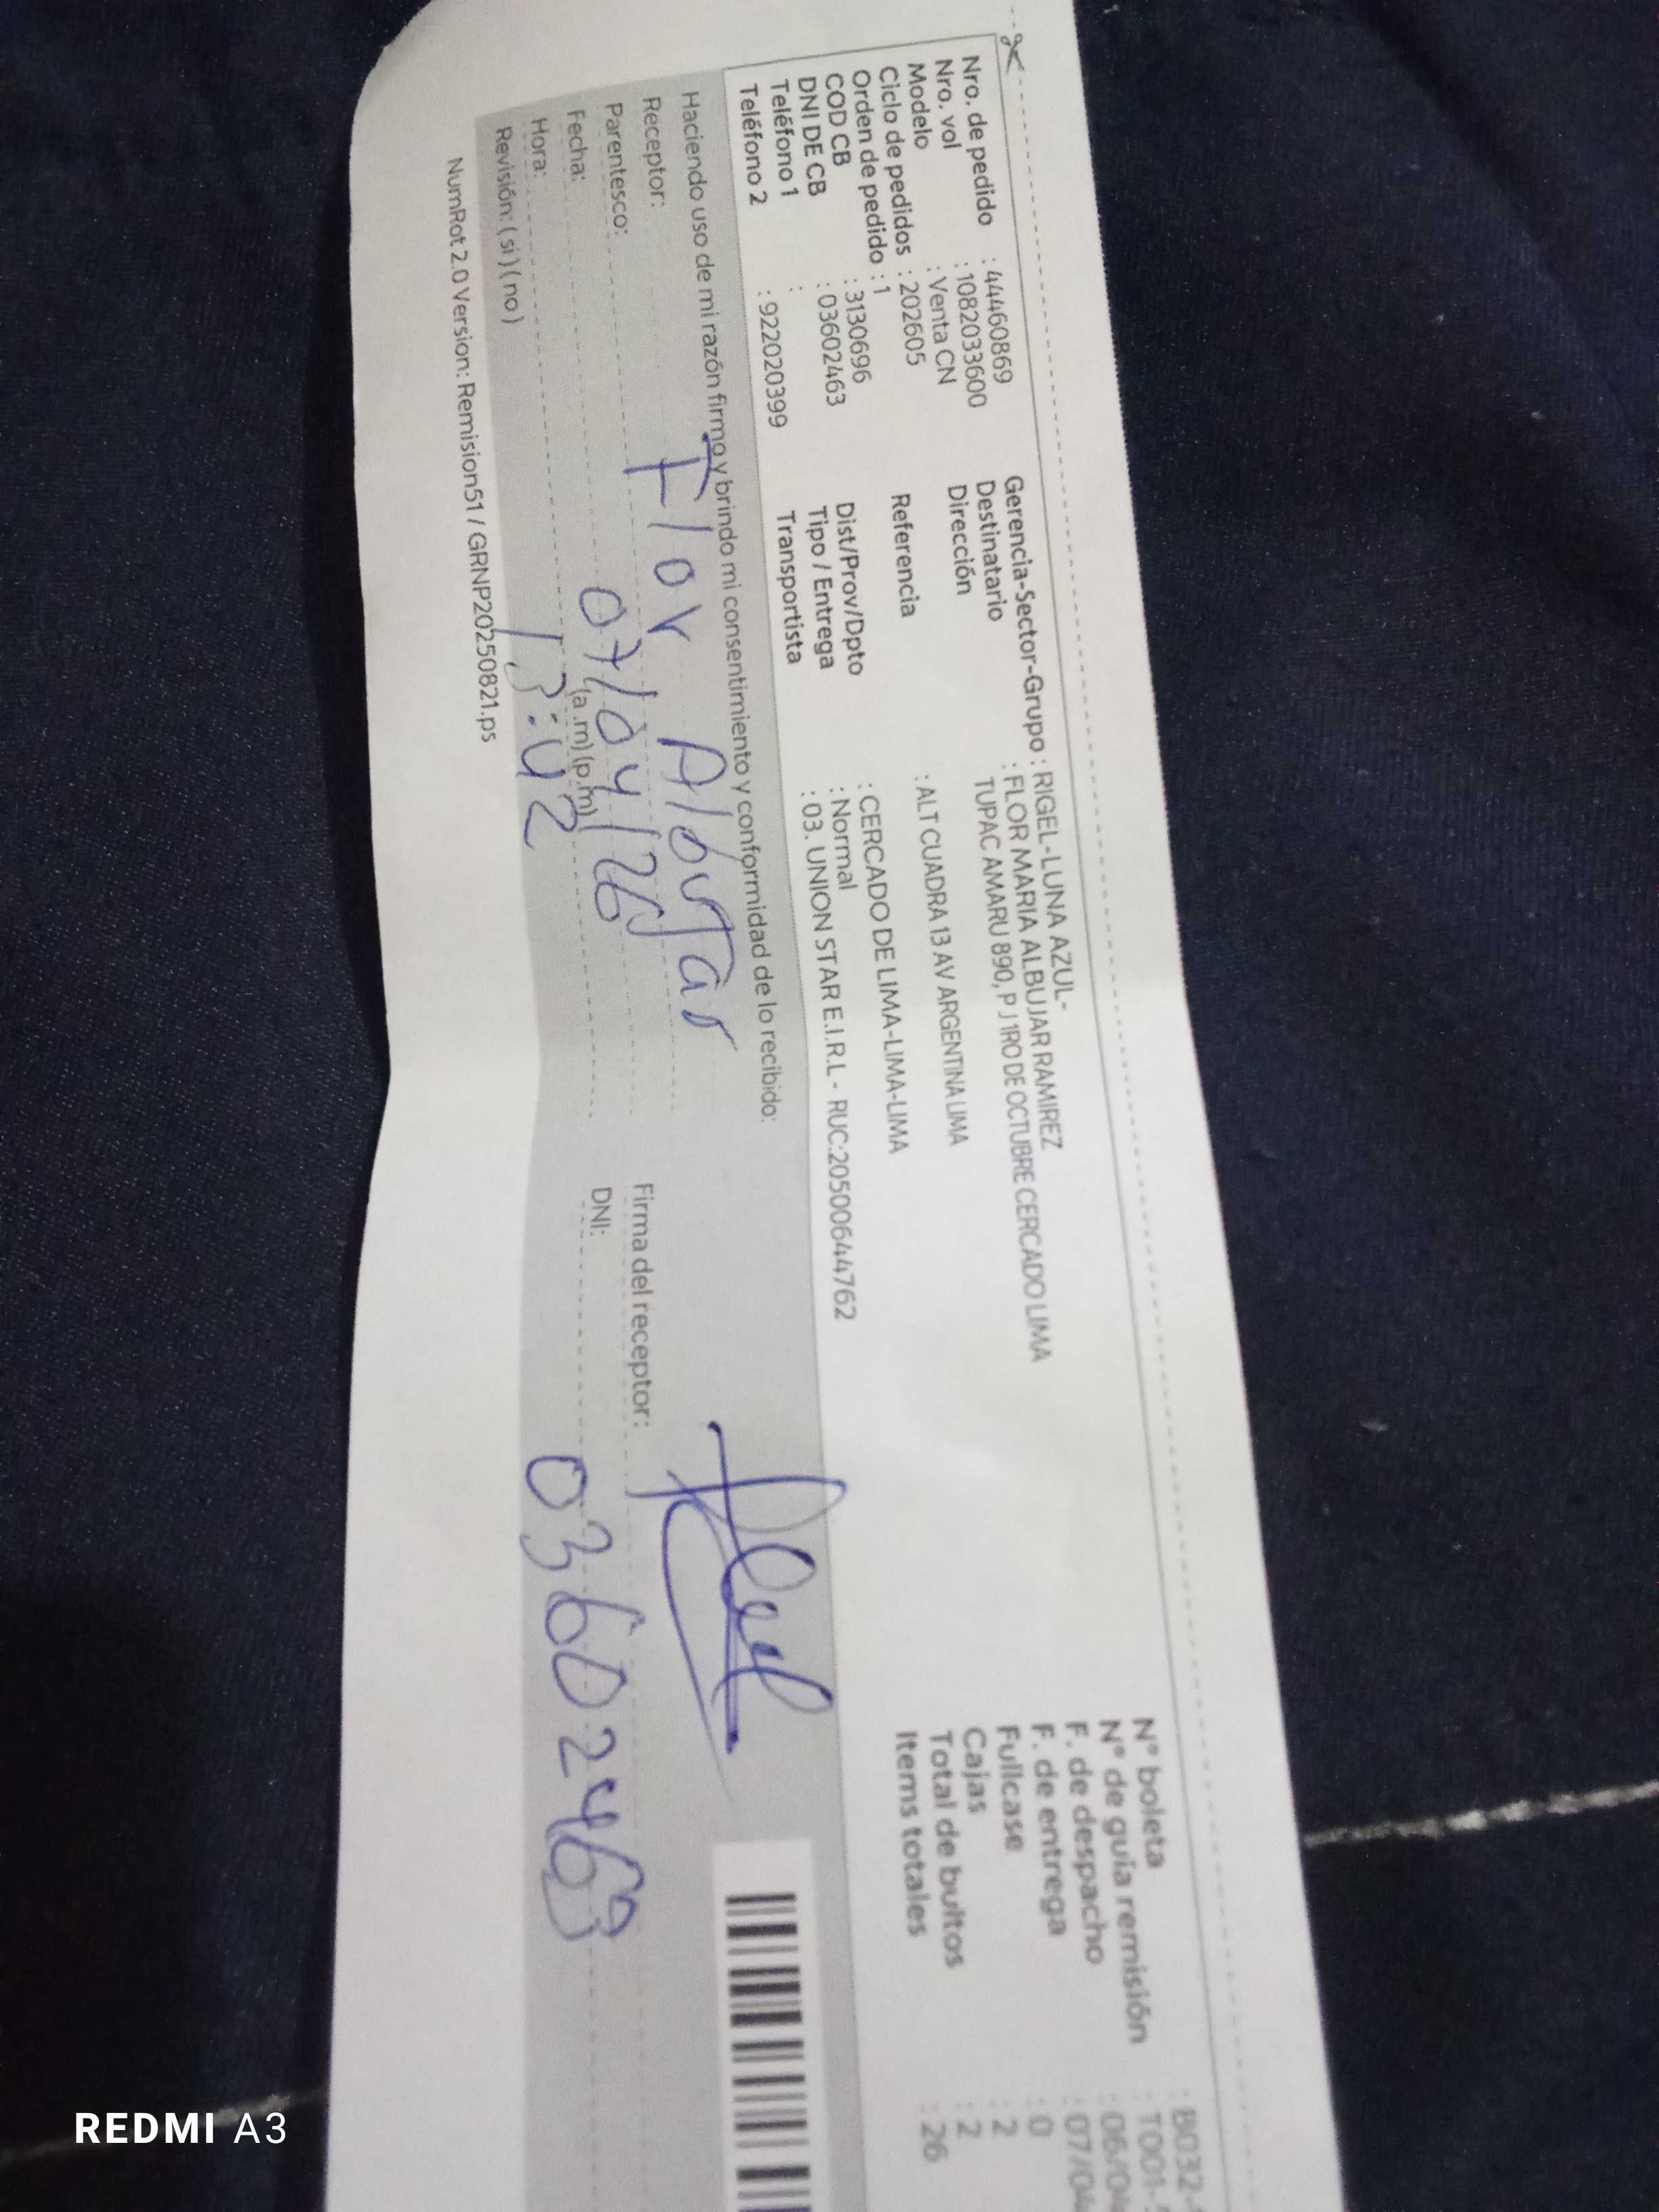 Nro. de pedido : 44460869
Nro. vol : 1082033600
Modelo : Venta CN
Ciclo de pedidos : 202605
Orden de pedido : 1
COD CB : 3130696
DNI DE CB : 03602463
Teléfono 1 :
Teléfono 2 : 922020399
Gerencia-Sector-Grupo : RIGEL-LUNA AZUL-
Destinatario : FLOR MARIA ALBUJAR RAMIREZ
Dirección TUPAC AMARU 890, P J 1RO DE OCTUBRE CERCADO LIMA
Referencia : ALT CUADRA 13 AV ARGENTINA LIMA
Dist/Prov/Dpto : CERCADO DE LIMA-LIMA-LIMA
Tipo / Entrega : Normal
Transportista : 03. UNION STAR E.I.R.L - RUC:20500644762
N° boleta : B032-
N° de guía remisión : T001-
F. de despacho : 06/04
F. de entrega : 07/04
Fullcase : 0
Cajas : 2
Total de bultos : 2
Items totales : 26
Haciendo uso de mi razón firmo y brindo mi consentimiento y conformidad de lo recibido:
Receptor: Flor Albujar
Parentesco:
Fecha: 07/04/26
Hora: 13:42 (a.m) (p.m)
Revisión: ( si ) ( no )
Firma del receptor:
DNI: 03602463
NumRot 2.0 Version: Remision51 / GRNP20250821.ps
REDMI A3